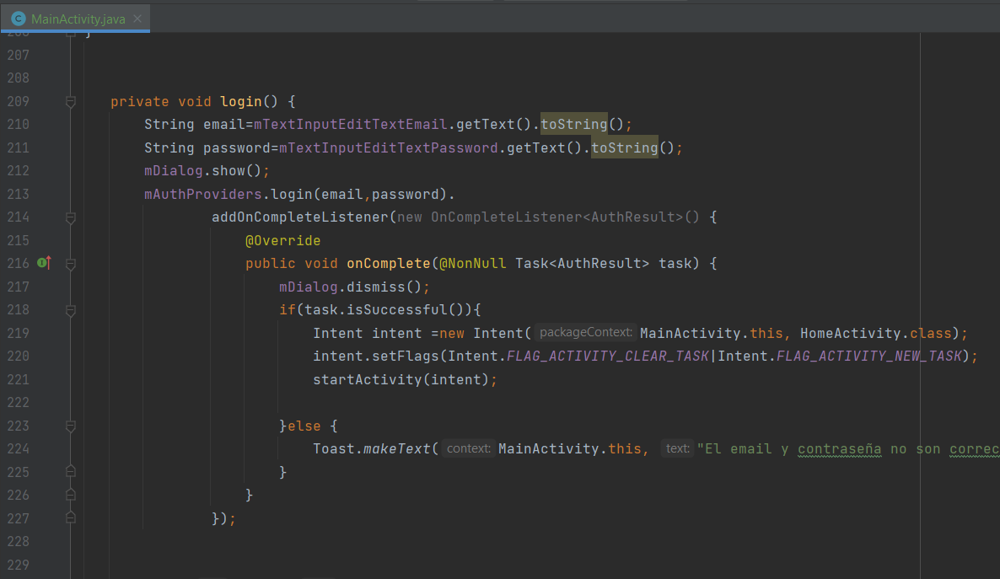 MainActivity.java
206 }
207
208
209 private void login() {
210 String email=mTextInputEditTextEmail.getText().toString();
211 String password=mTextInputEditTextPassword.getText().toString();
212 mDialog.show();
213 mAuthProviders.login(email,password).
214 addOnCompleteListener(new OnCompleteListener<AuthResult>() {
215 @Override
216 public void onComplete(@NonNull Task<AuthResult> task) {
217 mDialog.dismiss();
218 if(task.isSuccessful()){
219 Intent intent =new Intent( packageContext: MainActivity.this, HomeActivity.class);
220 intent.setFlags(Intent.FLAG_ACTIVITY_CLEAR_TASK|Intent.FLAG_ACTIVITY_NEW_TASK);
221 startActivity(intent);
222
223 }else {
224 Toast.makeText( context: MainActivity.this, text: "El email y contraseña no son correc
225 }
226 }
227 });
228
229